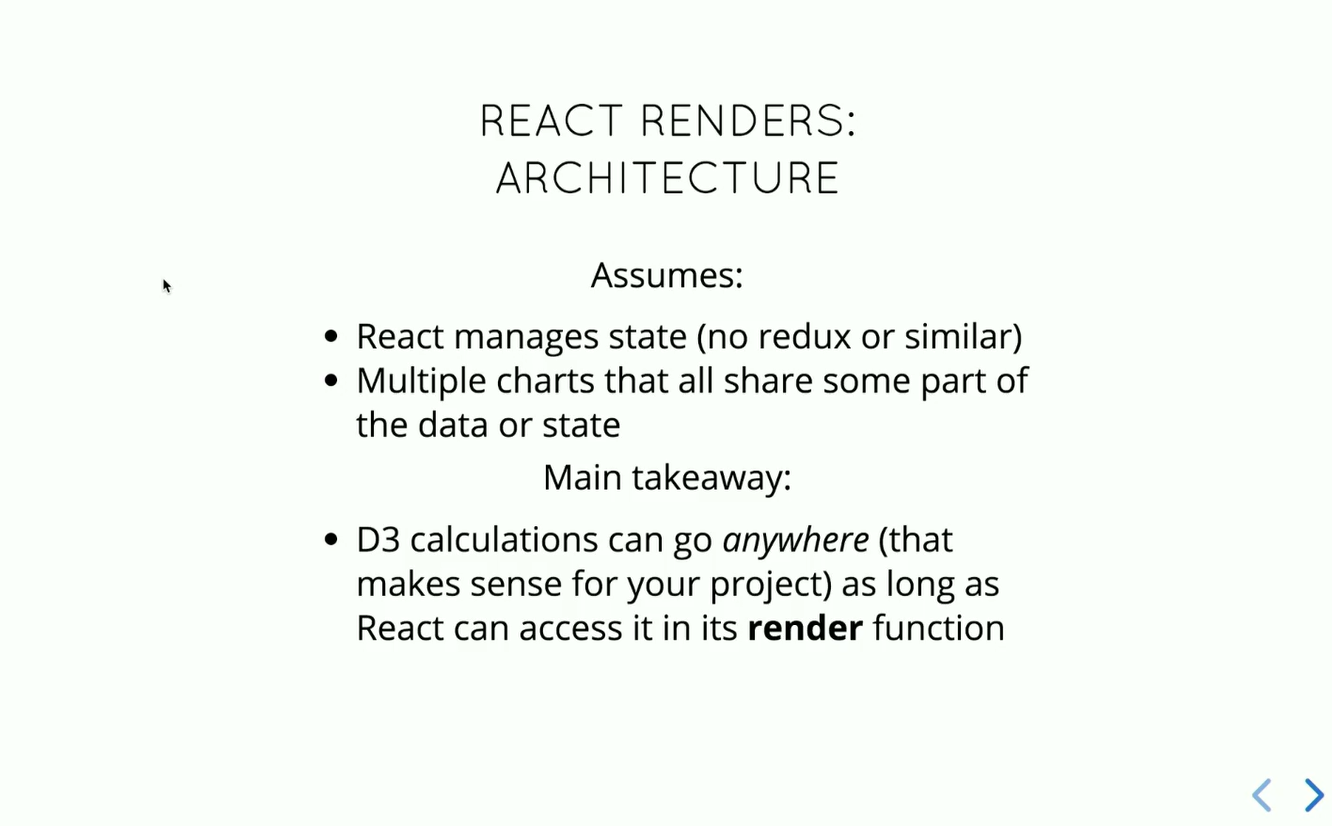 REACT RENDERS:
ARCHITECTURE
Assumes:
• React manages state (no redux or similar)
• Multiple charts that all share some part of
the data or state
Main takeaway:
• D3 calculations can go anywhere (that
makes sense for your project) as long as
React can access it in its render function